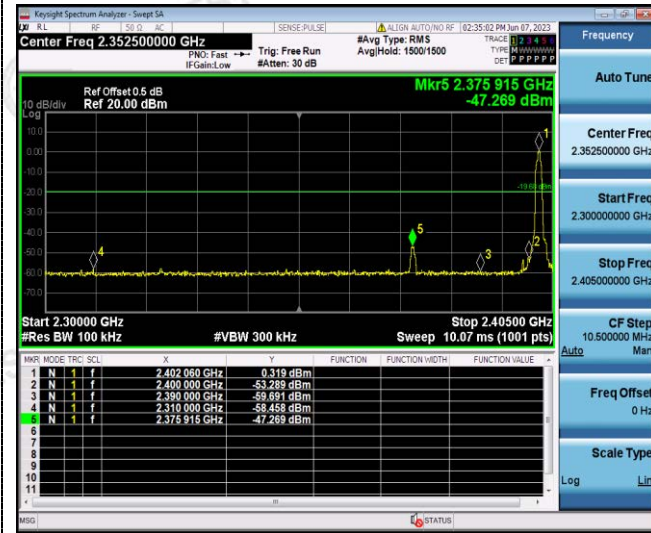 Keysight Spectrum Analyzer - Swept SA
RL RF 50 Ω AC SENSE:PULSE ALIGN AUTO/NO RF 02:35:02 PM Jun 07, 2023
Center Freq 2.352500000 GHz
PNO: Fast
IFGain:Low
Trig: Free Run
#Atten: 30 dB
#Avg Type: RMS
Avg|Hold: 1500/1500
TRACE 1 2 3 4 5 6
TYPE M WWWWW
DET P P P P P P
Mkr5 2.375 915 GHz
-47.269 dBm
Ref Offset 0.5 dB
Ref 20.00 dBm
10 dB/div
Log
10.0
0.00
-10.0
-20.0
-30.0
-40.0
-50.0
-60.0
-70.0
-19.68 dBm
1
2
3
4
5
Start 2.30000 GHz
Stop 2.40500 GHz
#Res BW 100 kHz
#VBW 300 kHz
Sweep 10.07 ms (1001 pts)
MKR MODE TRC SCL X Y FUNCTION FUNCTION WIDTH FUNCTION VALUE
1 N 1 f 2.402 060 GHz 0.319 dBm
2 N 1 f 2.400 000 GHz -53.289 dBm
3 N 1 f 2.390 000 GHz -59.691 dBm
4 N 1 f 2.310 000 GHz -58.458 dBm
5 N 1 f 2.375 915 GHz -47.269 dBm
6
7
8
9
10
11
MSG
STATUS
Frequency
Auto Tune
Center Freq
2.352500000 GHz
Start Freq
2.300000000 GHz
Stop Freq
2.405000000 GHz
CF Step
10.500000 MHz
Auto Man
Freq Offset
0 Hz
Scale Type
Log Lin